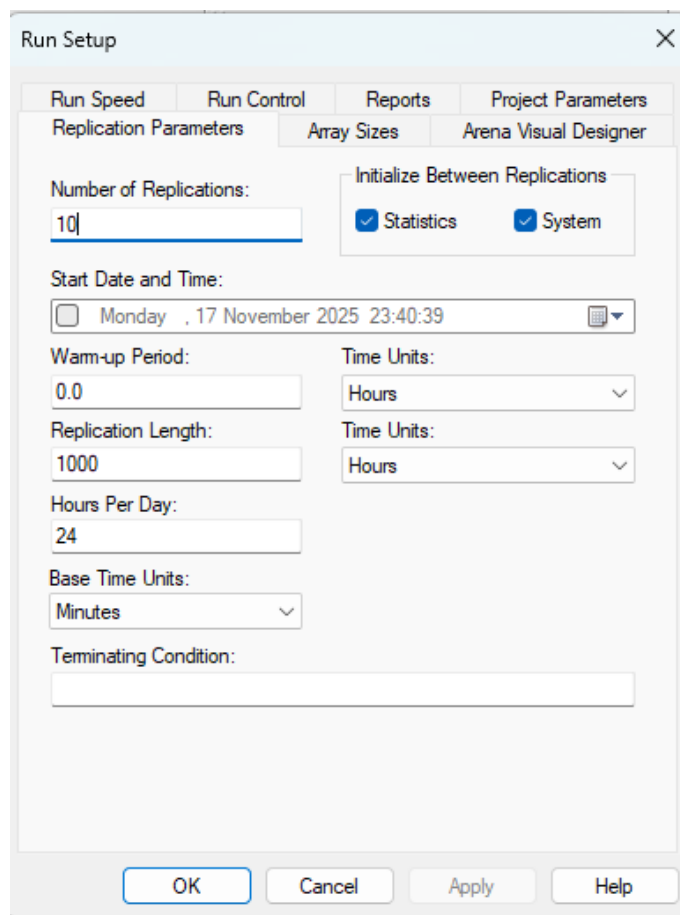 Run Setup
Run Speed Run Control Reports Project Parameters
Replication Parameters Array Sizes Arena Visual Designer
Number of Replications:
10
Initialize Between Replications
Statistics System
Start Date and Time:
Monday , 17 November 2025 23:40:39
Warm-up Period: Time Units:
0.0 Hours
Replication Length: Time Units:
1000 Hours
Hours Per Day:
24
Base Time Units:
Minutes
Terminating Condition:
OK Cancel Apply Help